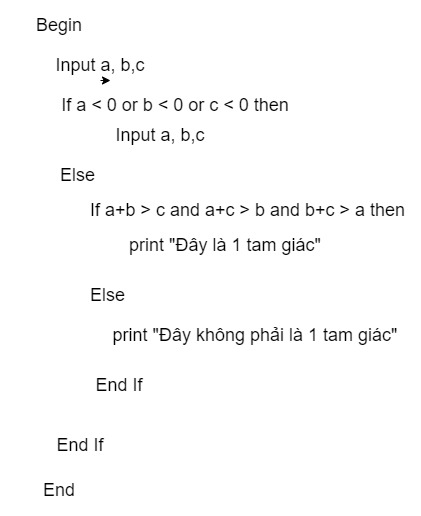 Begin
Input a, b,c
If a < 0 or b < 0 or c < 0 then
Input a, b,c
Else
If a+b > c and a+c > b and b+c > a then
print "Đây là 1 tam giác"
Else
print "Đây không phải là 1 tam giác"
End If
End If
End